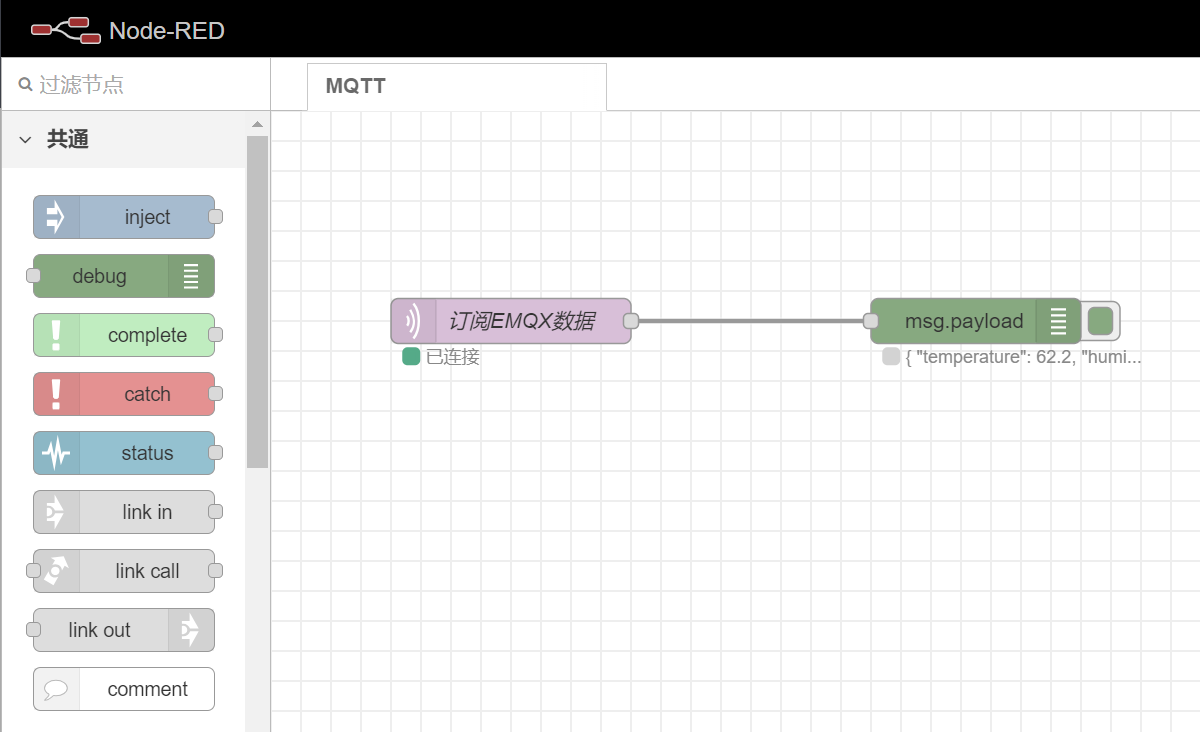 Node-RED
过滤节点
MQTT
共通
inject
debug
complete
catch
status
link in
link call
link out
comment
订阅EMQX数据
已连接
msg.payload
{ "temperature": 62.2, "humi...